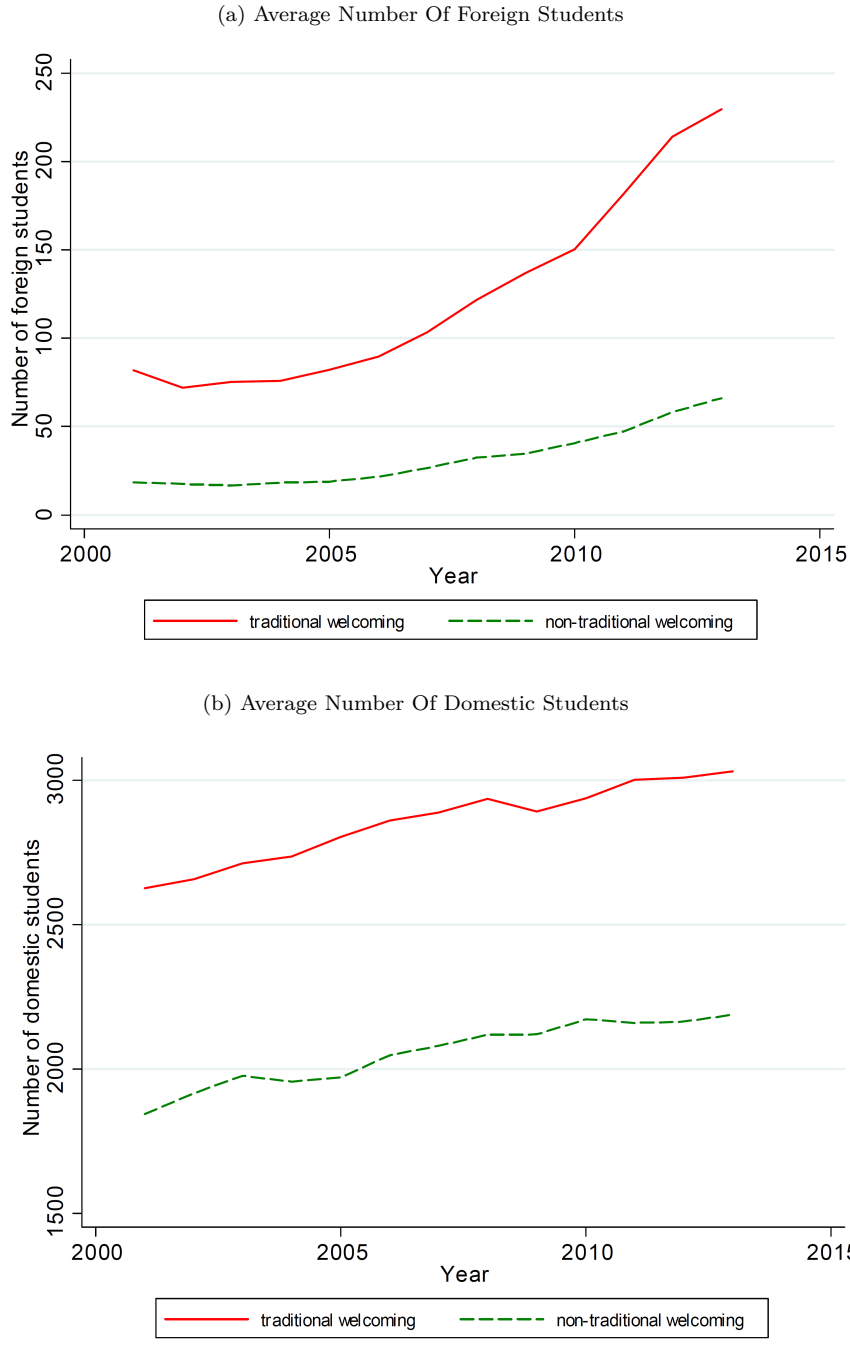 (a) Average Number Of Foreign Students
250
200
150
100
50
0
Number of foreign students
2000 2005 2010 2015
Year
traditional welcoming non-traditional welcoming
(b) Average Number Of Domestic Students
3000
2500
2000
1500
Number of domestic students
2000 2005 2010 2015
Year
traditional welcoming non-traditional welcoming